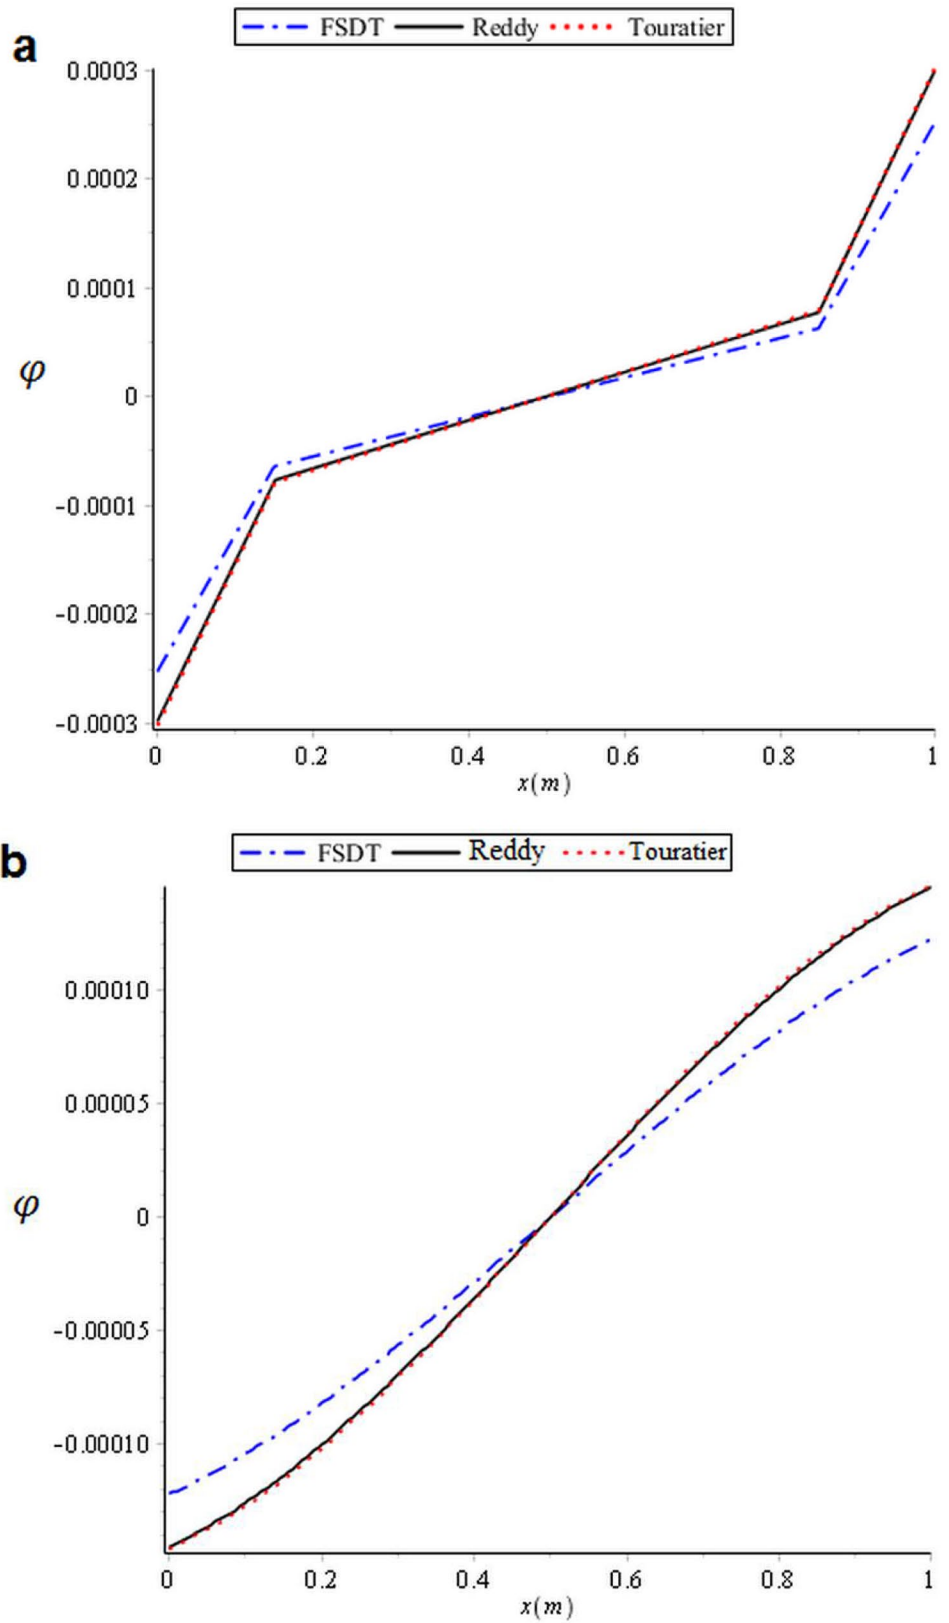 FSDT Reddy Touratier
a
0.0003
0.0002
0.0001
φ
0
-0.0001
-0.0002
-0.0003
0 0.2 0.4 0.6 0.8 1
x(m)
FSDT Reddy Touratier
b
0.00010
0.00005
φ
0
-0.00005
-0.00010
0 0.2 0.4 0.6 0.8 1
x(m)